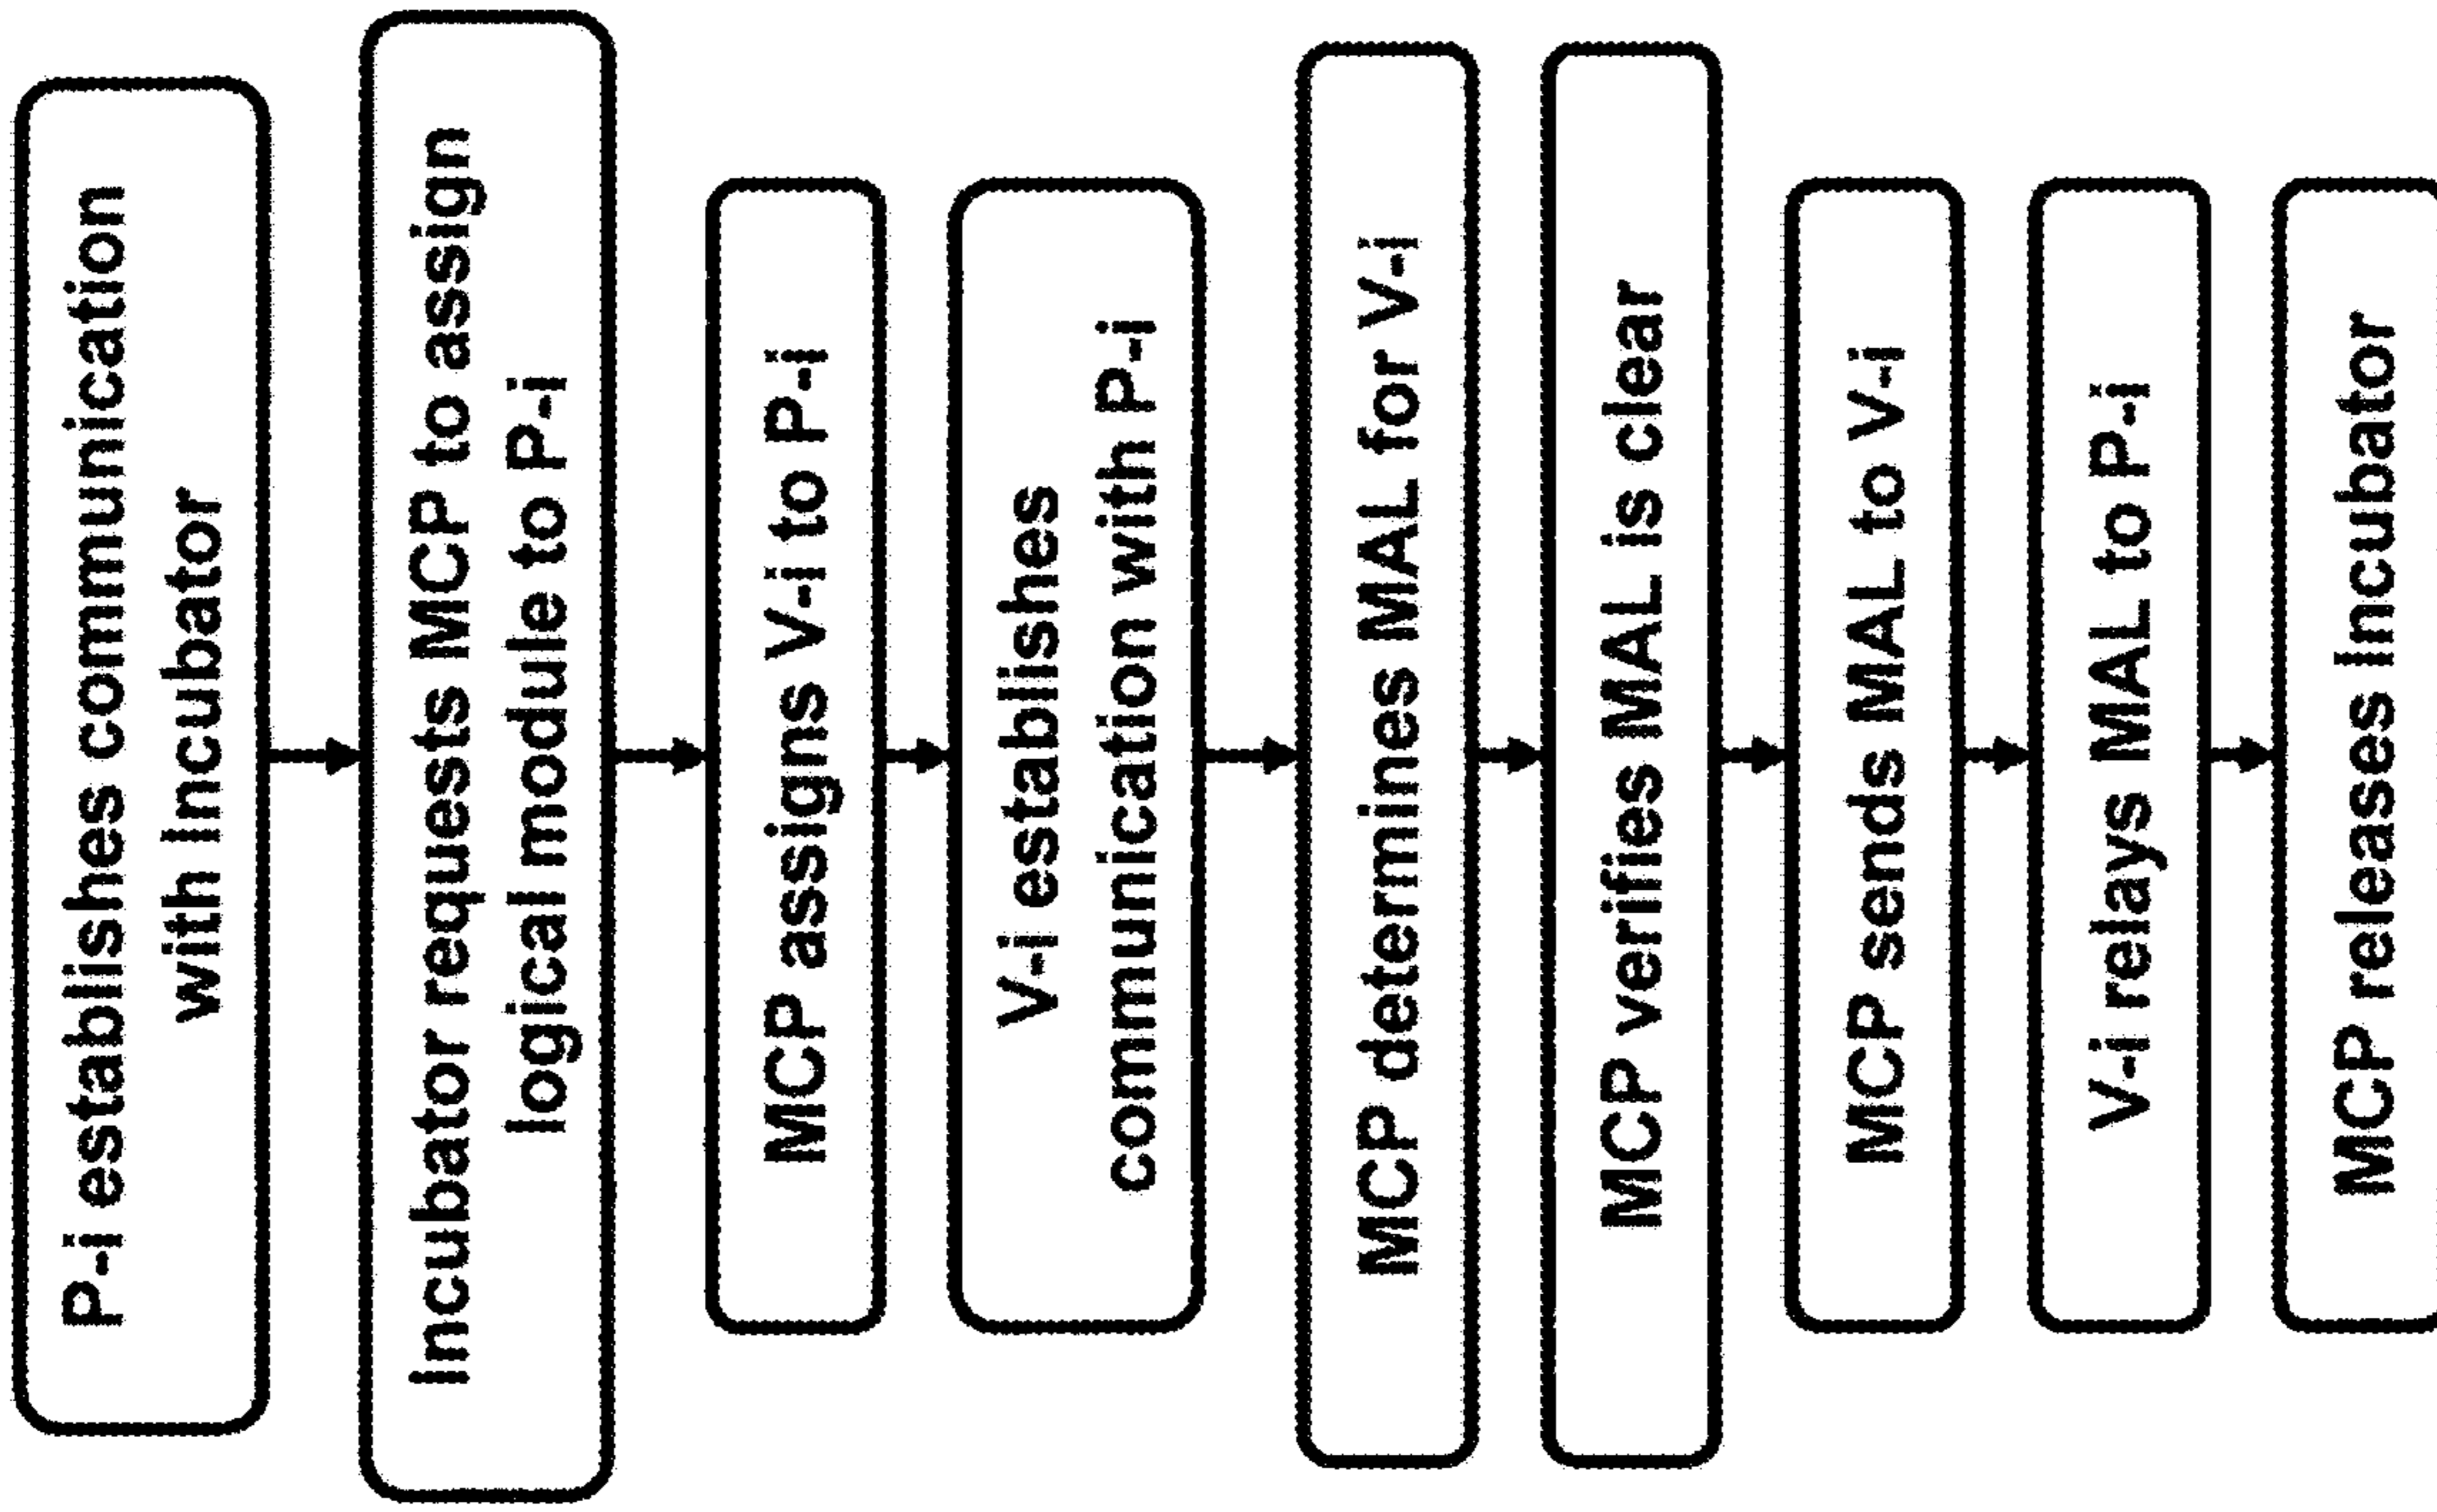 P-i establishes communication
with Incubator
Incubator requests MCP to assign
logical module to P-i
MCP assigns V-i to P-i
V-i establishes
communication with P-i
MCP determines MAL for V-i
MCP verifies MAL is clear
MCP sends MAL to V-i
V-i relays MAL to P-i
MCP releases Incubator